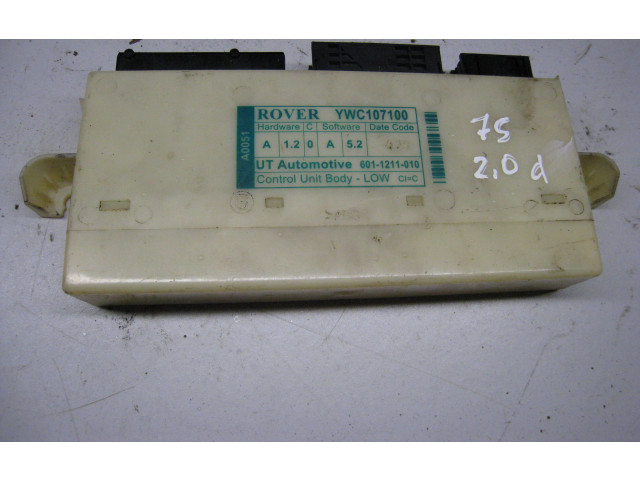 ROVER YWC107100
Hardware C Software Date Code
A 1.2 0 A 5.2
UT Automotive 601-1211-010
Control Unit Body - LOW CI=C
A0051
75
2.0 d